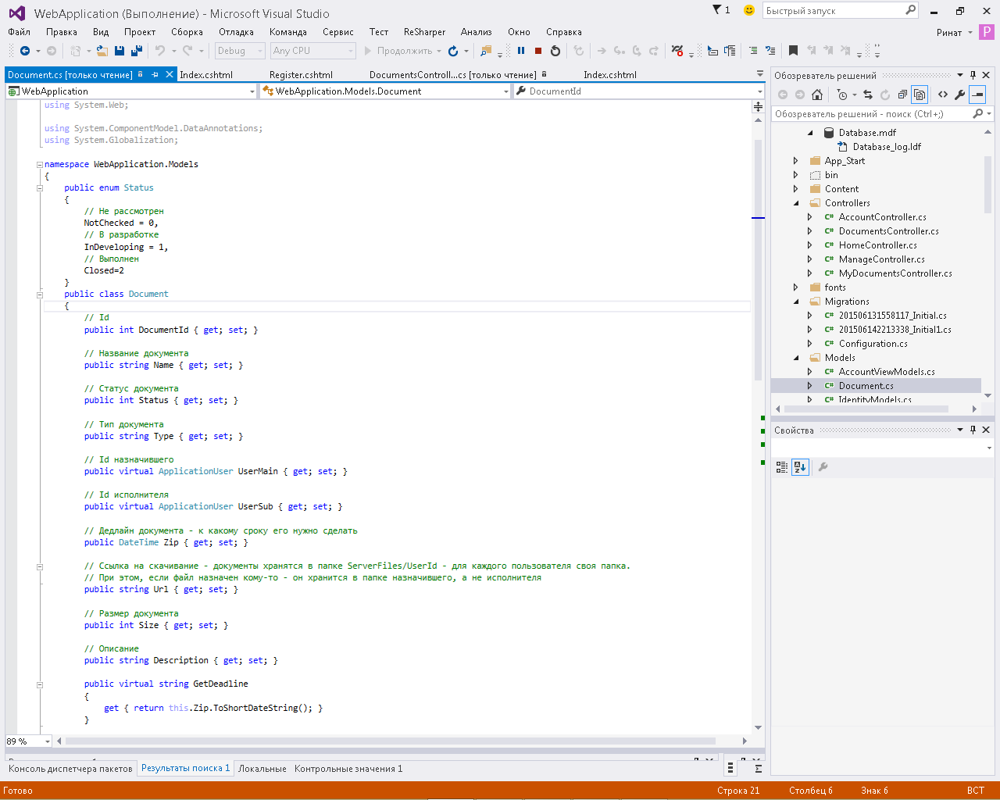 WebApplication (Выполнение) - Microsoft Visual Studio
1
Быстрый запуск
Файл Правка Вид Проект Сборка Отладка Команда Сервис Тест ReSharper Анализ Окно Справка
Ринат
P
Debug
Any CPU
Продолжить
Document.cs [только чтение]
Index.cshtml
Register.cshtml
DocumentsControll...cs [только чтение]
Index.cshtml
WebApplication
WebApplication.Models.Document
DocumentId
using System.Web;
using System.ComponentModel.DataAnnotations;
using System.Globalization;
namespace WebApplication.Models
{
public enum Status
{
// Не рассмотрен
NotChecked = 0,
// В разработке
InDeveloping = 1,
// Выполнен
Closed=2
}
public class Document
{
// Id
public int DocumentId { get; set; }
// Название документа
public string Name { get; set; }
// Статус документа
public int Status { get; set; }
// Тип документа
public string Type { get; set; }
// Id назначившего
public virtual ApplicationUser UserMain { get; set; }
// Id исполнителя
public virtual ApplicationUser UserSub { get; set; }
// Дедлайн документа - к какому сроку его нужно сделать
public DateTime Zip { get; set; }
// Ссылка на скачивание - документы хранятся в папке ServerFiles/UserId - для каждого пользователя своя папка.
// При этом, если файл назначен кому-то - он хранится в папке назначившего, а не исполнителя
public string Url { get; set; }
// Размер документа
public int Size { get; set; }
// Описание
public string Description { get; set; }
public virtual string GetDeadline
{
get { return this.Zip.ToShortDateString(); }
}
89 %
Обозреватель решений
Обозреватель решений - поиск (Ctrl+;)
Database.mdf
Database_log.ldf
App_Start
bin
Content
Controllers
C# AccountController.cs
C# DocumentsController.cs
C# HomeController.cs
C# ManageController.cs
C# MyDocumentsController.cs
fonts
Migrations
C# 201506131558117_Initial.cs
C# 201506142213338_Initial1.cs
C# Configuration.cs
Models
C# AccountViewModels.cs
C# Document.cs
C# IdentityModels.cs
Свойства
Консоль диспетчера пакетов
Результаты поиска 1
Локальные
Контрольные значения 1
Готово
Строка 21
Столбец 6
Знак 6
ВСТ